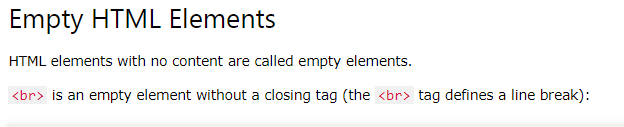 Empty HTML Elements
HTML elements with no content are called empty elements.
<br> is an empty element without a closing tag (the <br> tag defines a line break):